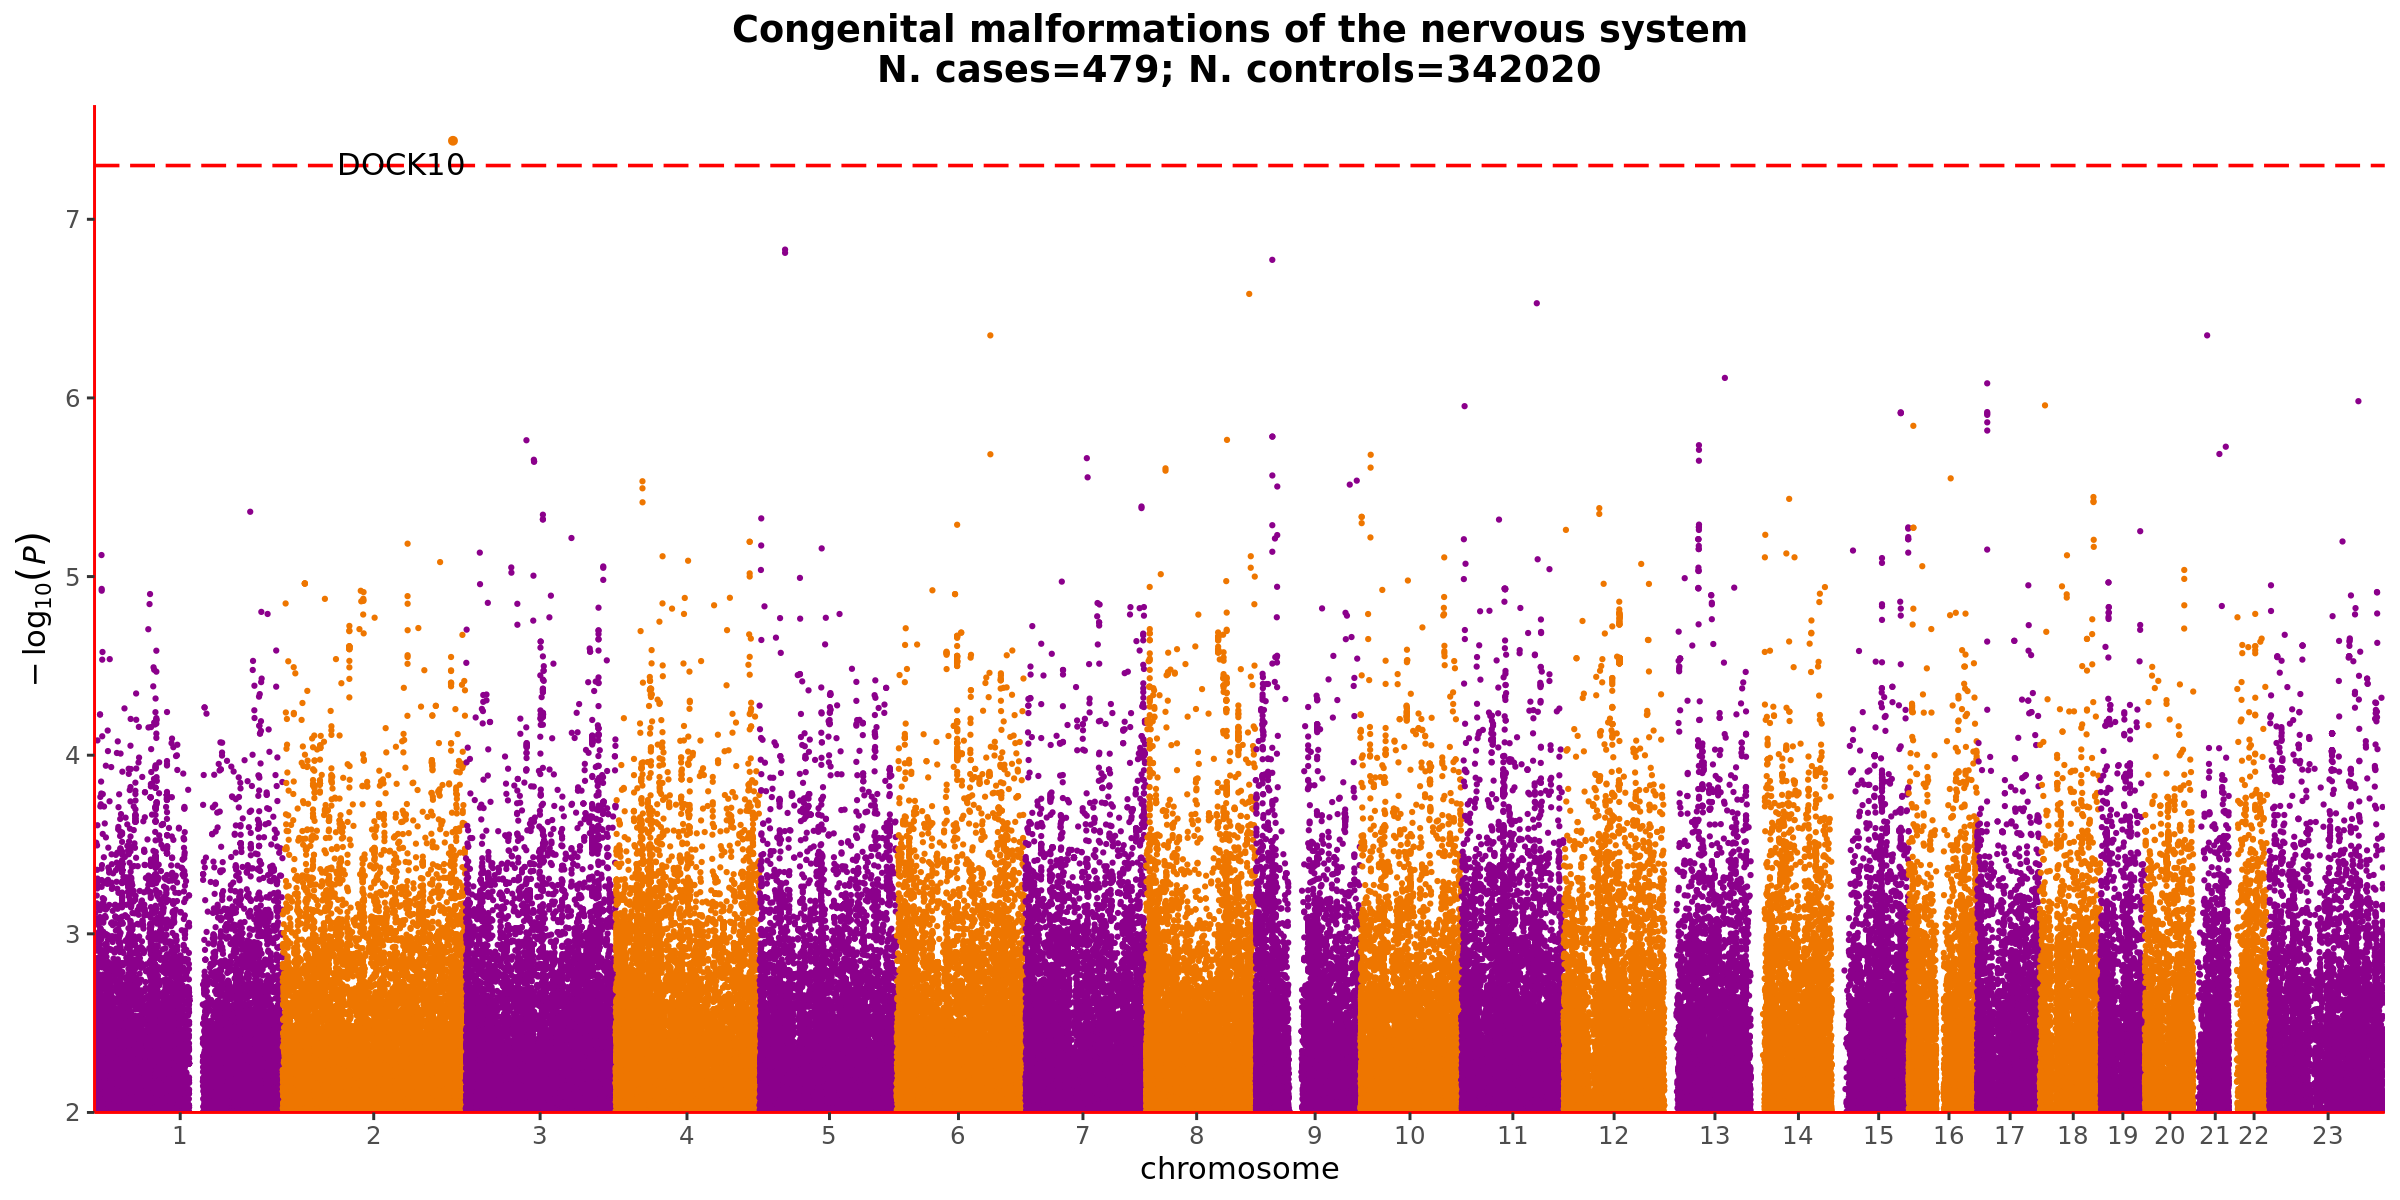 Congenital malformations of the nervous system
N. cases=479; N. controls=342020
DOCK10
7
6
5
4
3
2
− log10(P)
1 2 3 4 5 6 7 8 9 10 11 12 13 14 15 16 17 18 19 20 21 22 23
chromosome